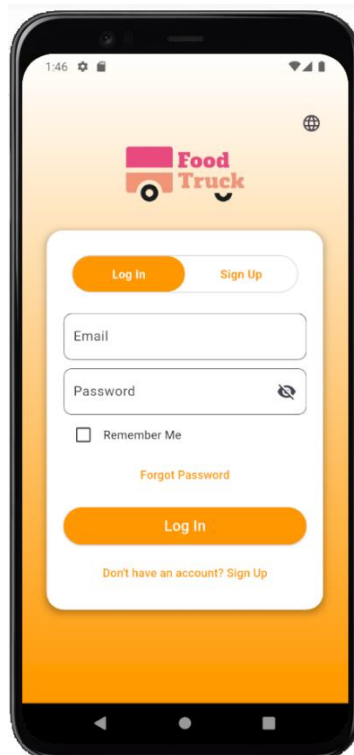 1:46
Food
Truck
Log In
Sign Up
Email
Password
Remember Me
Forgot Password
Log In
Don't have an account? Sign Up